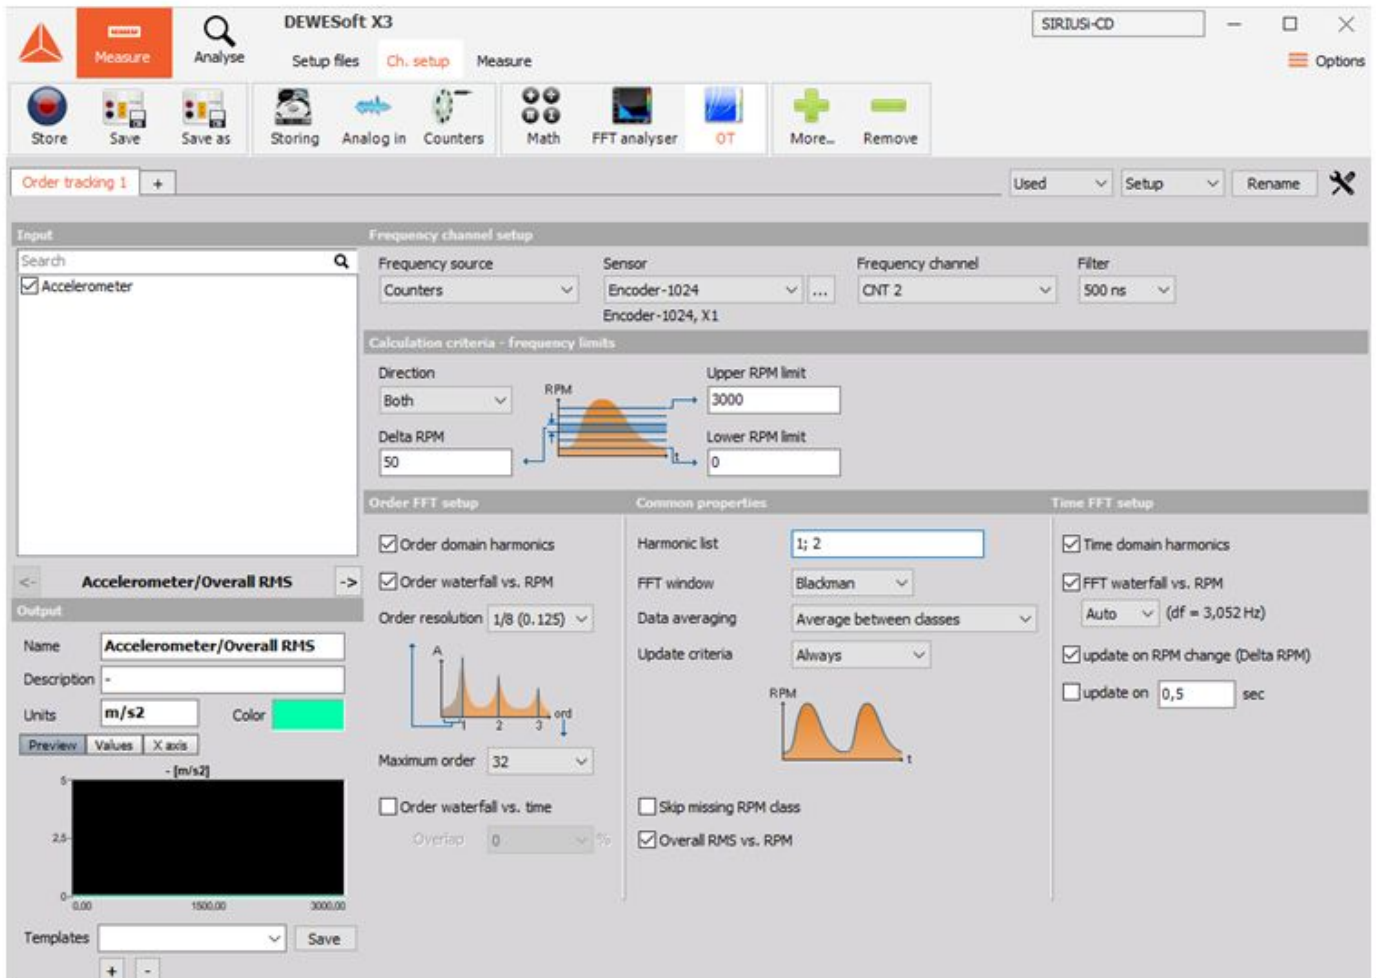 DEWESoft X3
SIRIUSi-CD
Measure
Analyse
Setup files Ch. setup Measure
Options
Store Save Save as Storing Analog in Counters Math FFT analyser OT More... Remove
Order tracking 1 +
Used Setup Rename
Input
Search
Accelerometer
<- Accelerometer/Overall RMS ->
Output
Name Accelerometer/Overall RMS
Description -
Units m/s2 Color
Preview Values X axis
- [m/s2]
5
2.5
0
0.00 1500.00 3000.00
Templates Save
+ -
Frequency channel setup
Frequency source Sensor Frequency channel Filter
Counters Encoder-1024 ... CNT 2 500 ns
Encoder-1024, X1
Calculation criteria - frequency limits
Direction Upper RPM limit
Both RPM 3000
Delta RPM Lower RPM limit
50 t 0
Order FFT setup
Order domain harmonics
Order waterfall vs. RPM
Order resolution 1/8 (0.125)
A
ord
1 2 3
Maximum order 32
Order waterfall vs. time
Overlap 0 %
Common properties
Harmonic list 1; 2
FFT window Blackman
Data averaging Average between classes
Update criteria Always
RPM
t
Skip missing RPM class
Overall RMS vs. RPM
Time FFT setup
Time domain harmonics
FFT waterfall vs. RPM
Auto (df = 3,052 Hz)
update on RPM change (Delta RPM)
update on 0,5 sec